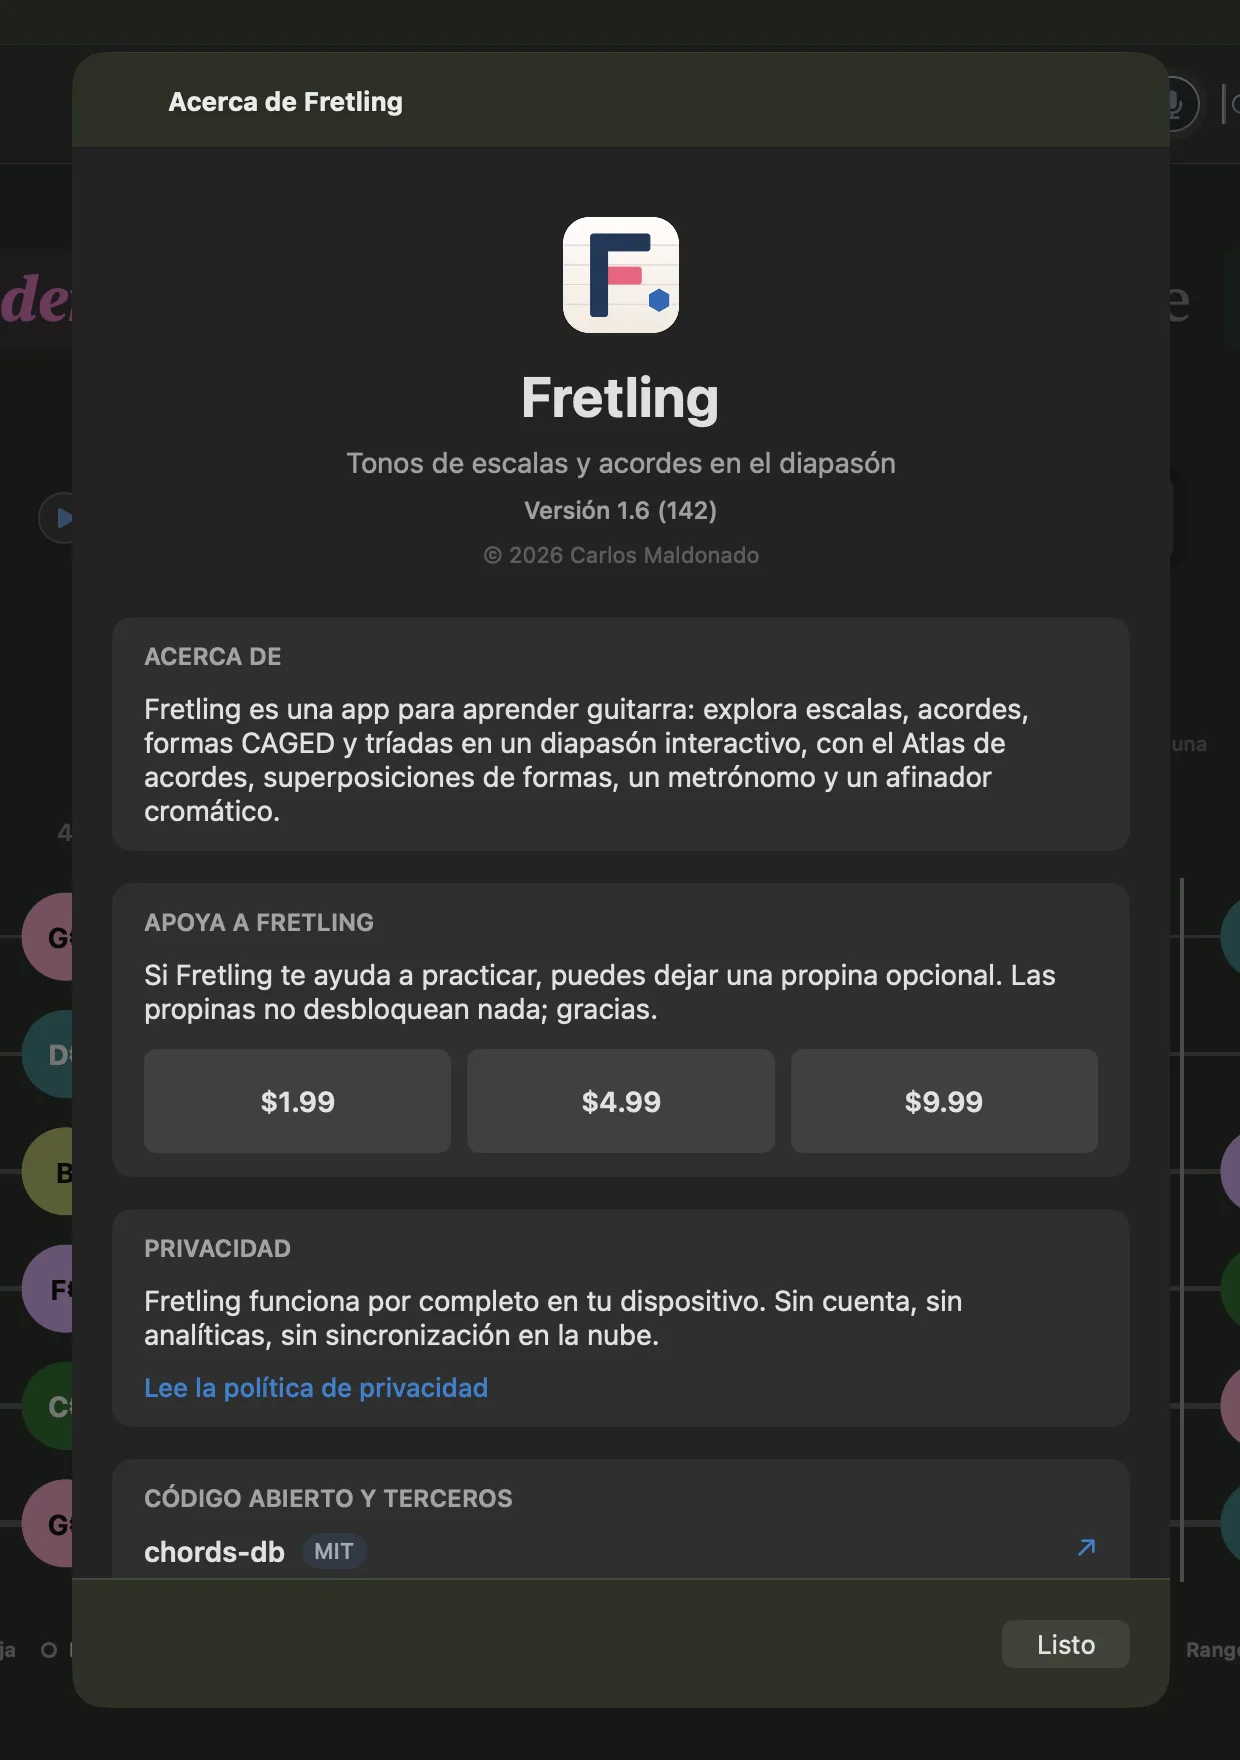 Acerca de Fretling
F
Fretling
Tonos de escalas y acordes en el diapasón
Versión 1.6 (142)
© 2026 Carlos Maldonado
ACERCA DE
Fretling es una app para aprender guitarra: explora escalas, acordes,
formas CAGED y tríadas en un diapasón interactivo, con el Atlas de
acordes, superposiciones de formas, un metrónomo y un afinador
cromático.
APOYA A FRETLING
Si Fretling te ayuda a practicar, puedes dejar una propina opcional. Las
propinas no desbloquean nada; gracias.
$1.99 $4.99 $9.99
PRIVACIDAD
Fretling funciona por completo en tu dispositivo. Sin cuenta, sin
analíticas, sin sincronización en la nube.
Lee la política de privacidad
CÓDIGO ABIERTO Y TERCEROS
chords-db MIT
Listo
una
4
B